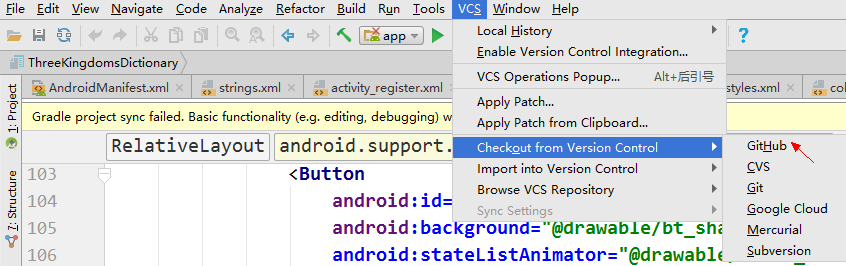 File Edit View Navigate Code Analyze Refactor Build Run Tools VCS Window Help
app
Local History
Enable Version Control Integration...
ThreeKingdomsDictionary
VCS Operations Popup... Alt+后引号
AndroidManifest.xml strings.xml activity_register.xml styles.xml col
Apply Patch...
Gradle project sync failed. Basic functionality (e.g. editing, debugging) w
Apply Patch from Clipboard...
RelativeLayout android.support.
Checkout from Version Control
GitHub
CVS
Git
Google Cloud
Mercurial
Subversion
Import into Version Control
Browse VCS Repository
Sync Settings
1: Project
7: Structure
103 <Button
104 android:id=
105 android:background="@drawable/bt_sha
106 android:stateListAnimator="@drawable/